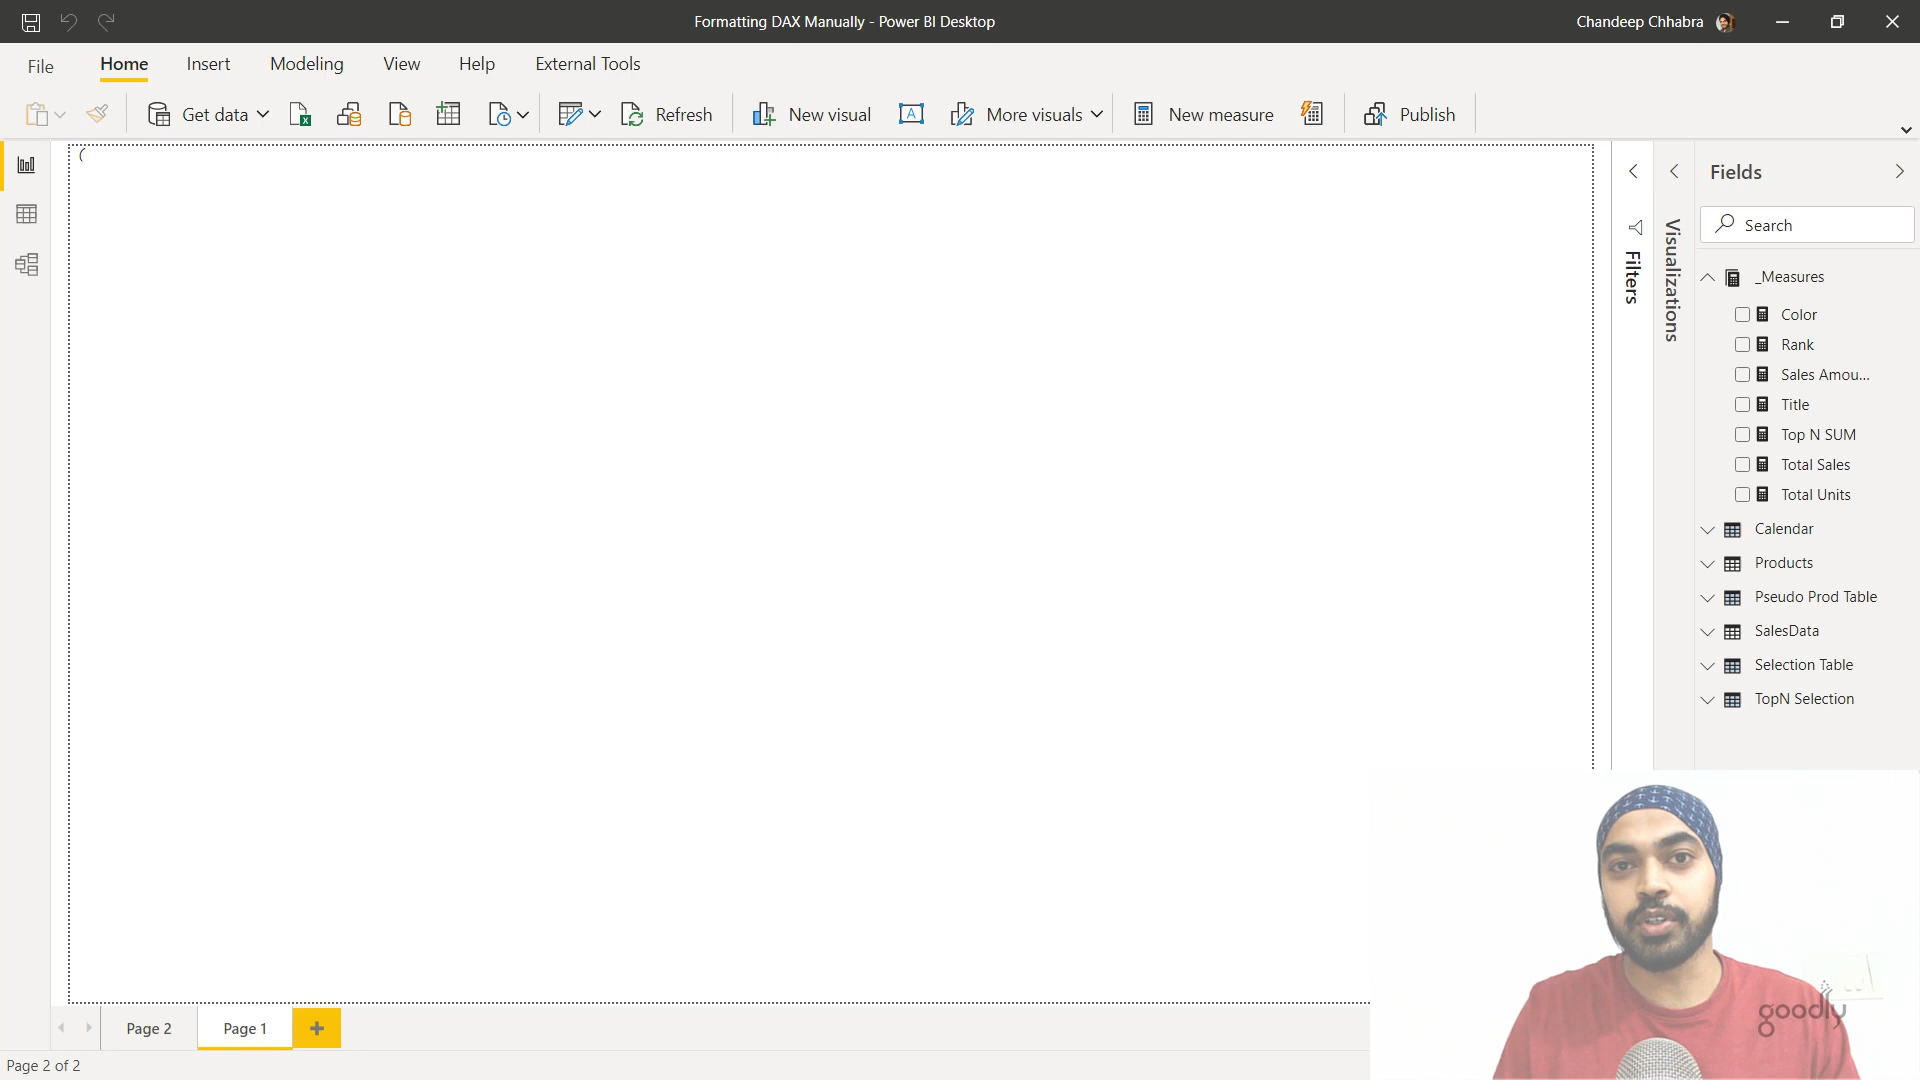 Formatting DAX Manually - Power BI Desktop
Chandeep Chhabra
File
Home
Insert
Modeling
View
Help
External Tools
Get data
Refresh
New visual
More visuals
New measure
Publish
(
Filters
Visualizations
Fields
Search
_Measures
Color
Rank
Sales Amou...
Title
Top N SUM
Total Sales
Total Units
Calendar
Products
Pseudo Prod Table
SalesData
Selection Table
TopN Selection
goodly
Page 2
Page 1
Page 2 of 2